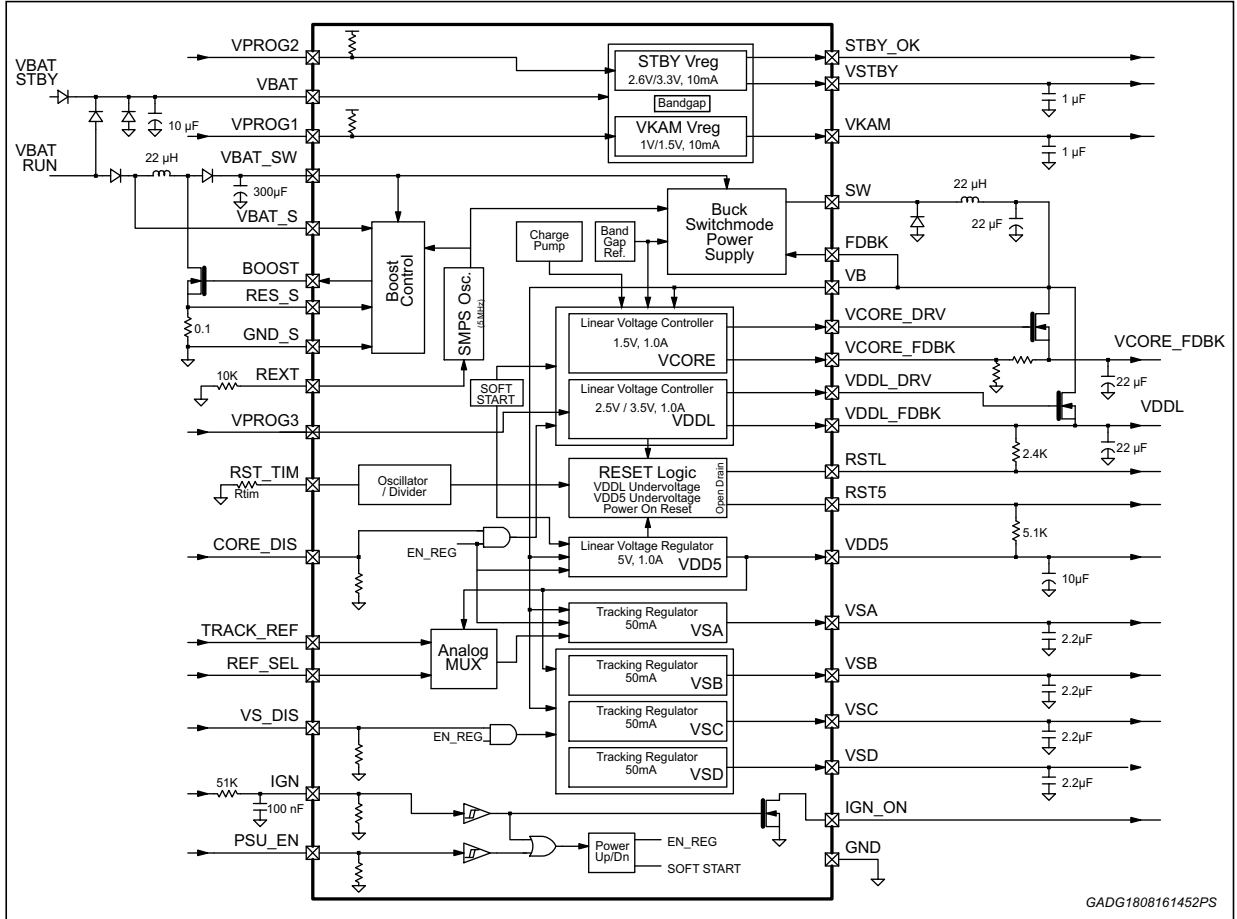 VPROG2
VBAT
STBY
VBAT
10 µF
VPROG1
VBAT
RUN
22 µH
VBAT_SW
300µF
VBAT_S
BOOST
RES_S
0.1
GND_S
10K
REXT
VPROG3
RST_TIM
Rtim
CORE_DIS
TRACK_REF
REF_SEL
VS_DIS
51K
IGN
100 nF
PSU_EN
STBY Vreg
2.6V/3.3V, 10mA
Bandgap
VKAM Vreg
1V/1.5V, 10mA
Boost
Control
SMPS Osc.
(5 MHz)
Charge
Pump
Band
Gap
Ref.
Buck
Switchmode
Power
Supply
Linear Voltage Controller
1.5V, 1.0A
VCORE
SOFT
START
Linear Voltage Controller
2.5V / 3.5V, 1.0A
VDDL
Oscillator
/ Divider
RESET Logic
VDDL Undervoltage
VDD5 Undervoltage
Power On Reset
Open Drain
EN_REG
Linear Voltage Regulator
5V, 1.0A
VDD5
Analog
MUX
Tracking Regulator
50mA
VSA
Tracking Regulator
50mA
VSB
Tracking Regulator
50mA
VSC
EN_REG
Tracking Regulator
50mA
VSD
Power
Up/Dn
EN_REG
SOFT START
STBY_OK
VSTBY
1 µF
VKAM
1 µF
SW
22 µH
22 µF
FDBK
VB
VCORE_DRV
VCORE_FDBK
VCORE_FDBK
22 µF
VDDL_DRV
VDDL
VDDL_FDBK
22 µF
2.4K
RSTL
RST5
5.1K
VDD5
10µF
VSA
2.2µF
VSB
2.2µF
VSC
2.2µF
VSD
2.2µF
IGN_ON
GND
GADG1808161452PS